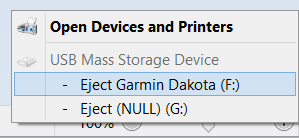 Open Devices and Printers
USB Mass Storage Device
- Eject Garmin Dakota (F:)
- Eject (NULL) (G:)
100%